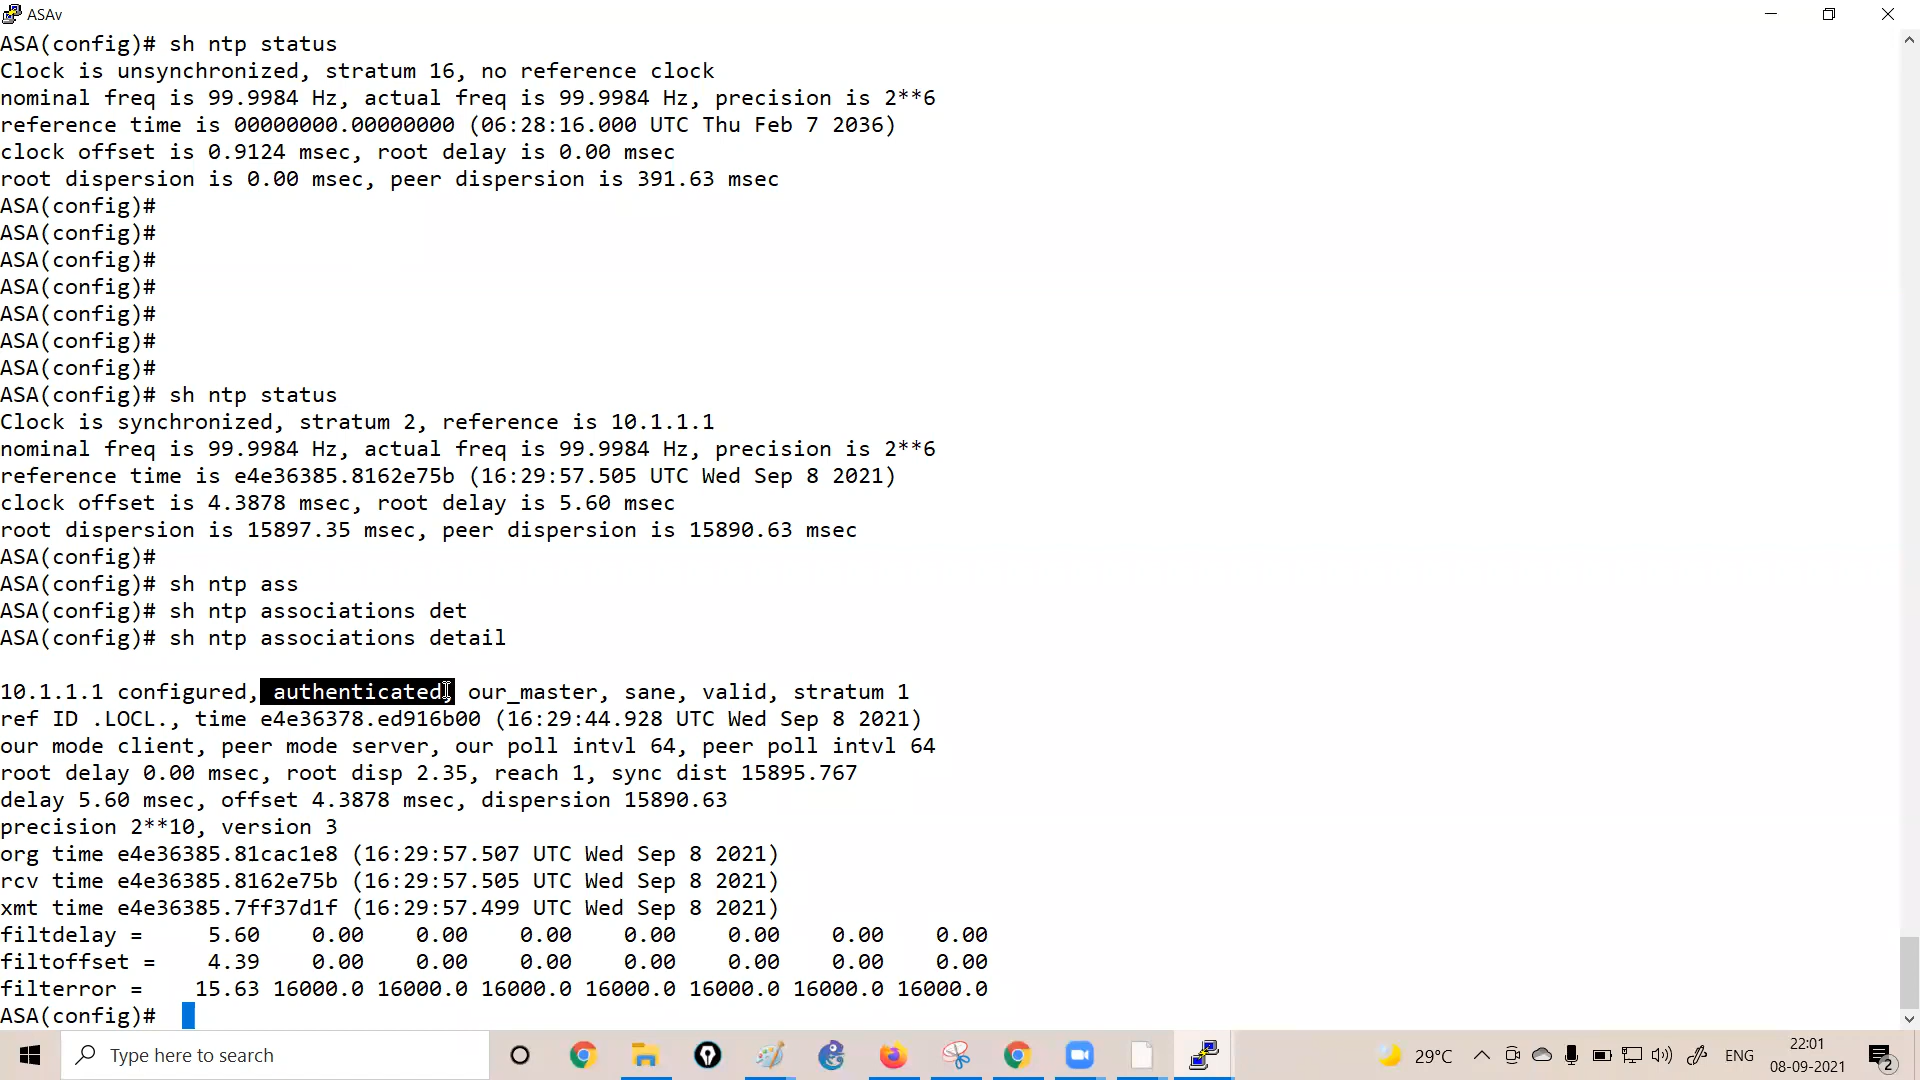 ASAv
ASA(config)# sh ntp status
Clock is unsynchronized, stratum 16, no reference clock
nominal freq is 99.9984 Hz, actual freq is 99.9984 Hz, precision is 2**6
reference time is 00000000.00000000 (06:28:16.000 UTC Thu Feb 7 2036)
clock offset is 0.9124 msec, root delay is 0.00 msec
root dispersion is 0.00 msec, peer dispersion is 391.63 msec
ASA(config)#
ASA(config)#
ASA(config)#
ASA(config)#
ASA(config)#
ASA(config)#
ASA(config)#
ASA(config)# sh ntp status
Clock is synchronized, stratum 2, reference is 10.1.1.1
nominal freq is 99.9984 Hz, actual freq is 99.9984 Hz, precision is 2**6
reference time is e4e36385.8162e75b (16:29:57.505 UTC Wed Sep 8 2021)
clock offset is 4.3878 msec, root delay is 5.60 msec
root dispersion is 15897.35 msec, peer dispersion is 15890.63 msec
ASA(config)#
ASA(config)# sh ntp ass
ASA(config)# sh ntp associations det
ASA(config)# sh ntp associations detail
10.1.1.1 configured, authenticated, our_master, sane, valid, stratum 1
ref ID .LOCL., time e4e36378.ed916b00 (16:29:44.928 UTC Wed Sep 8 2021)
our mode client, peer mode server, our poll intvl 64, peer poll intvl 64
root delay 0.00 msec, root disp 2.35, reach 1, sync dist 15895.767
delay 5.60 msec, offset 4.3878 msec, dispersion 15890.63
precision 2**10, version 3
org time e4e36385.81cac1e8 (16:29:57.507 UTC Wed Sep 8 2021)
rcv time e4e36385.8162e75b (16:29:57.505 UTC Wed Sep 8 2021)
xmt time e4e36385.7ff37d1f (16:29:57.499 UTC Wed Sep 8 2021)
filtdelay = 5.60 0.00 0.00 0.00 0.00 0.00 0.00 0.00
filtoffset = 4.39 0.00 0.00 0.00 0.00 0.00 0.00 0.00
filterror = 15.63 16000.0 16000.0 16000.0 16000.0 16000.0 16000.0 16000.0
ASA(config)#
Type here to search
29°C
ENG
22:01
08-09-2021
2